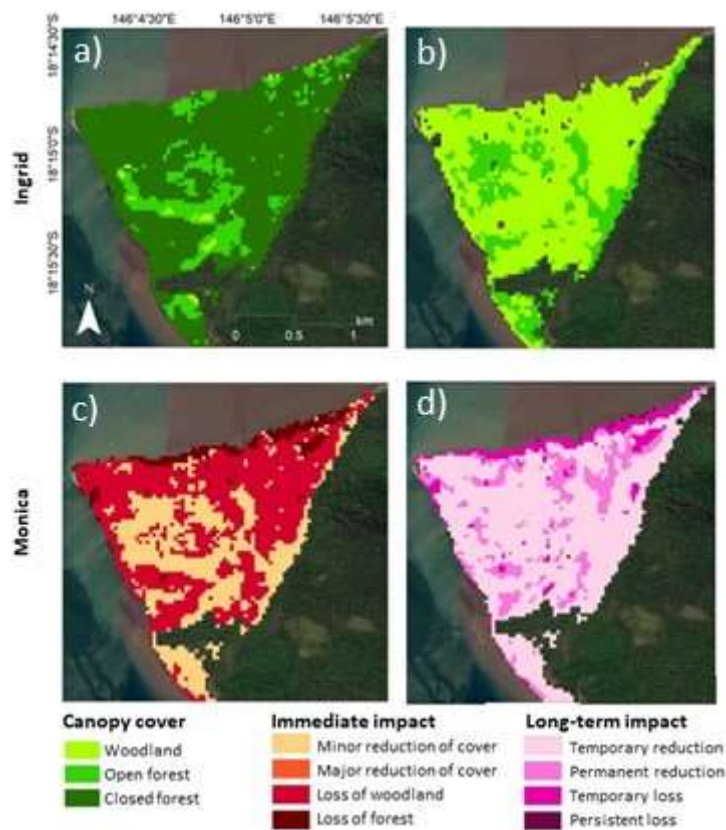 146°4'30"E 146°5'0"E 146°5'30"E
18°14'30"S
18°15'0"S
18°15'30"S
Ingrid
a)
b)
N
0 0.5 1
km
Monica
c)
d)
Canopy cover
Woodland
Open forest
Closed forest
Immediate impact
Minor reduction of cover
Major reduction of cover
Loss of woodland
Loss of forest
Long-term impact
Temporary reduction
Permanent reduction
Temporary loss
Persistent loss